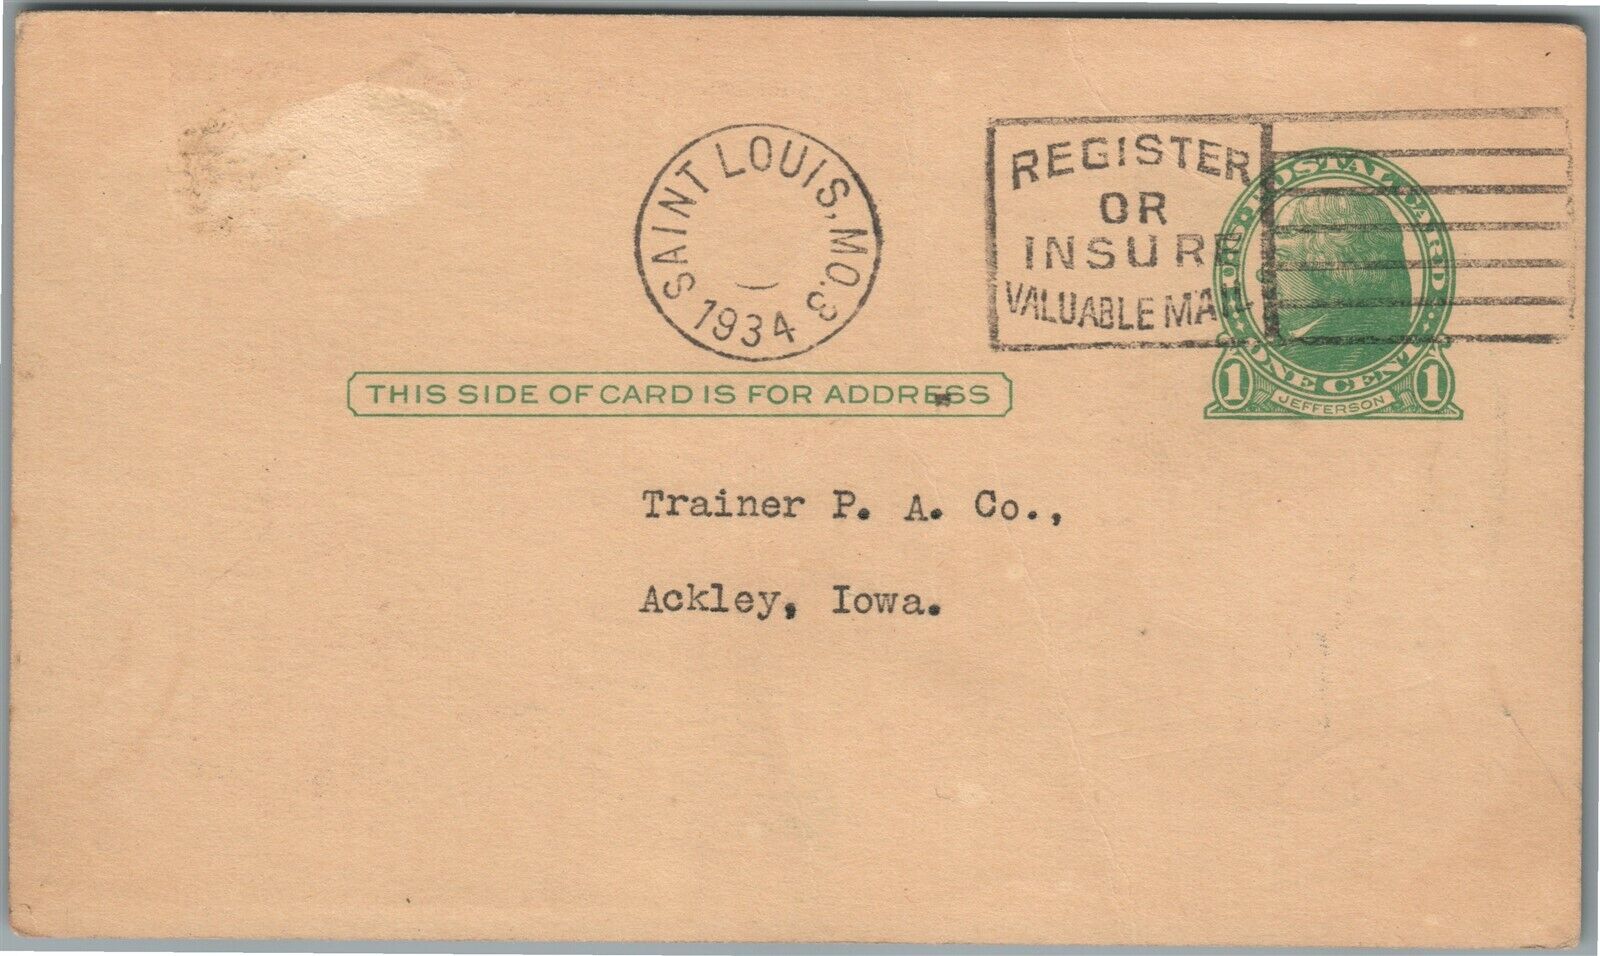 SAINT LOUIS, MO. 3
1934
REGISTER
OR
INSURE
VALUABLE MAIL
U.S. POSTAL CARD
ONE CENT
1 1
JEFFERSON
THIS SIDE OF CARD IS FOR ADDRESS
Trainer P. A. Co.,
Ackley, Iowa.